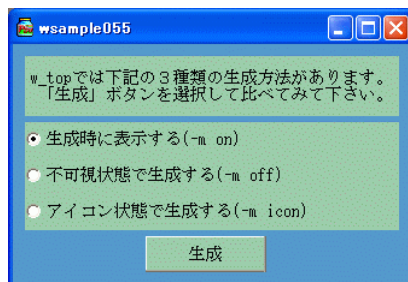 wsample055
w_topでは下記の３種類の生成方法があります。
「生成」ボタンを選択して比べてみて下さい。
生成時に表示する(-m on)
不可視状態で生成する(-m off)
アイコン状態で生成する(-m icon)
生成